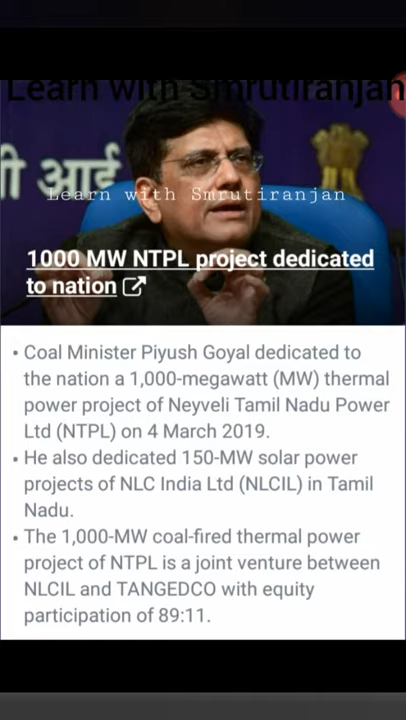 Learn with Smrutiranjan
ी आई
Learn with Smrutiranjan
1000 MW NTPL project dedicated
to nation
• Coal Minister Piyush Goyal dedicated to
the nation a 1,000-megawatt (MW) thermal
power project of Neyveli Tamil Nadu Power
Ltd (NTPL) on 4 March 2019.
• He also dedicated 150-MW solar power
projects of NLC India Ltd (NLCIL) in Tamil
Nadu.
• The 1,000-MW coal-fired thermal power
project of NTPL is a joint venture between
NLCIL and TANGEDCO with equity
participation of 89:11.